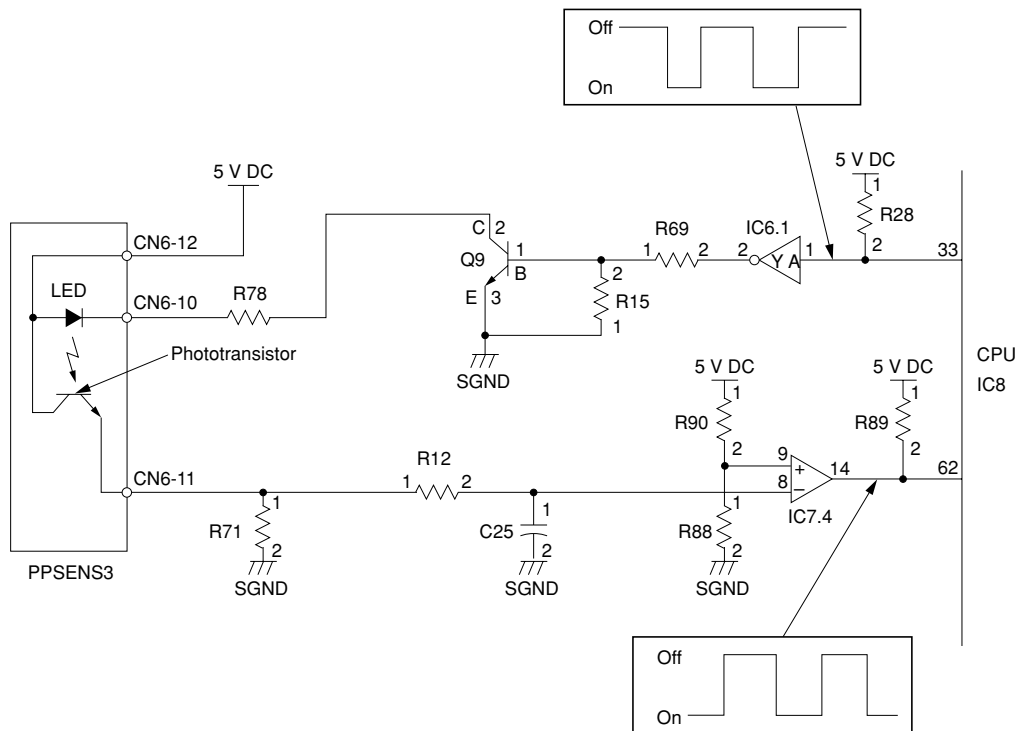 Off
On
5 V DC
5 V DC
1
R28
2
33
CN6-12
C 2
Q9
1
B
E 3
R69
1 2
IC6.1
2 Y A 1
LED
CN6-10
R78
2
R15
1
SGND
Phototransistor
CPU
IC8
5 V DC
1
R90
2
5 V DC
1
R89
2
62
CN6-11
R12
1 2
9
+
8
−
14
IC7.4
1
R71
2
SGND
1
C25
2
SGND
1
R88
2
SGND
PPSENS3
Off
On